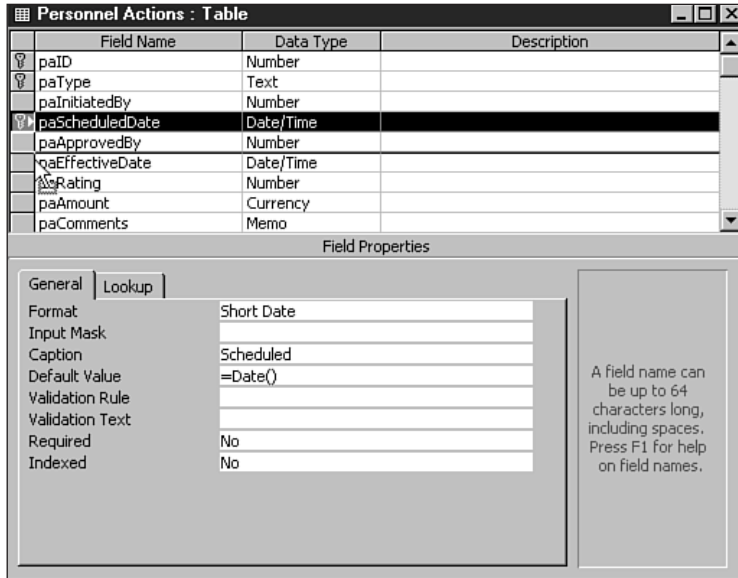 Personnel Actions : Table
Field Name Data Type Description
paID Number
paType Text
paInitiatedBy Number
paScheduledDate Date/Time
paApprovedBy Number
paEffectiveDate Date/Time
paRating Number
paAmount Currency
paComments Memo
Field Properties
General Lookup
Format Short Date
Input Mask
Caption Scheduled
Default Value =Date()
Validation Rule
Validation Text
Required No
Indexed No
A field name can
be up to 64
characters long,
including spaces.
Press F1 for help
on field names.